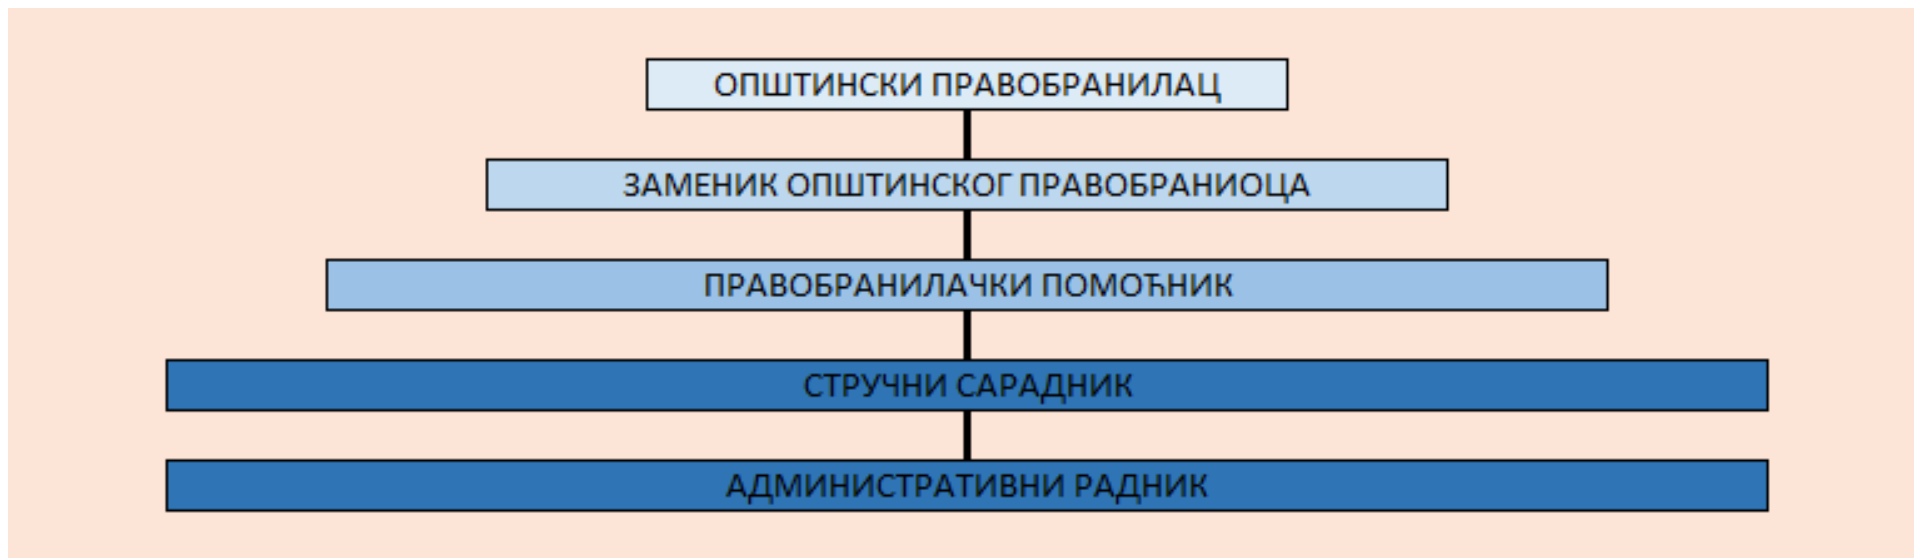 ОПШТИНСКИ ПРАВОБРАНИЛАЦ
ЗАМЕНИК ОПШТИНСКОГ ПРАВОБРАНИОЦА
ПРАВОБРАНИЛАЧКИ ПОМОЋНИК
СТРУЧНИ САРАДНИК
АДМИНИСТРАТИВНИ РАДНИК